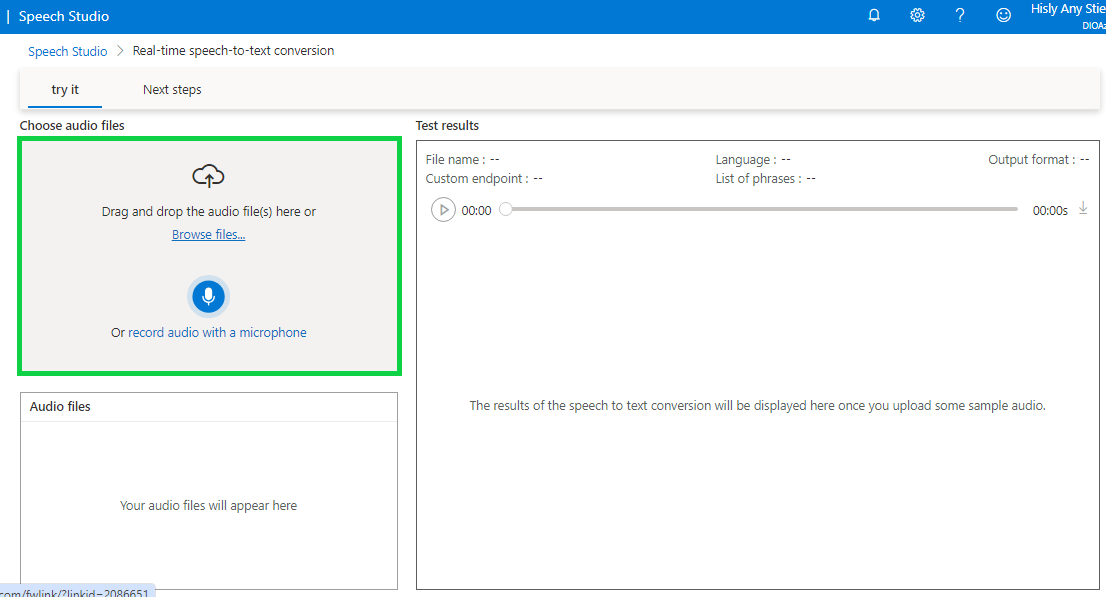 | Speech Studio
Hisly Any Stie
DIOAz
Speech Studio > Real-time speech-to-text conversion
try it
Next steps
Choose audio files
Drag and drop the audio file(s) here or
Browse files...
Or record audio with a microphone
Audio files
Your audio files will appear here
Test results
File name : --
Language : --
Output format : --
Custom endpoint : --
List of phrases : --
00:00
00:00s
The results of the speech to text conversion will be displayed here once you upload some sample audio.
com/fwlink/?linkid=2086651